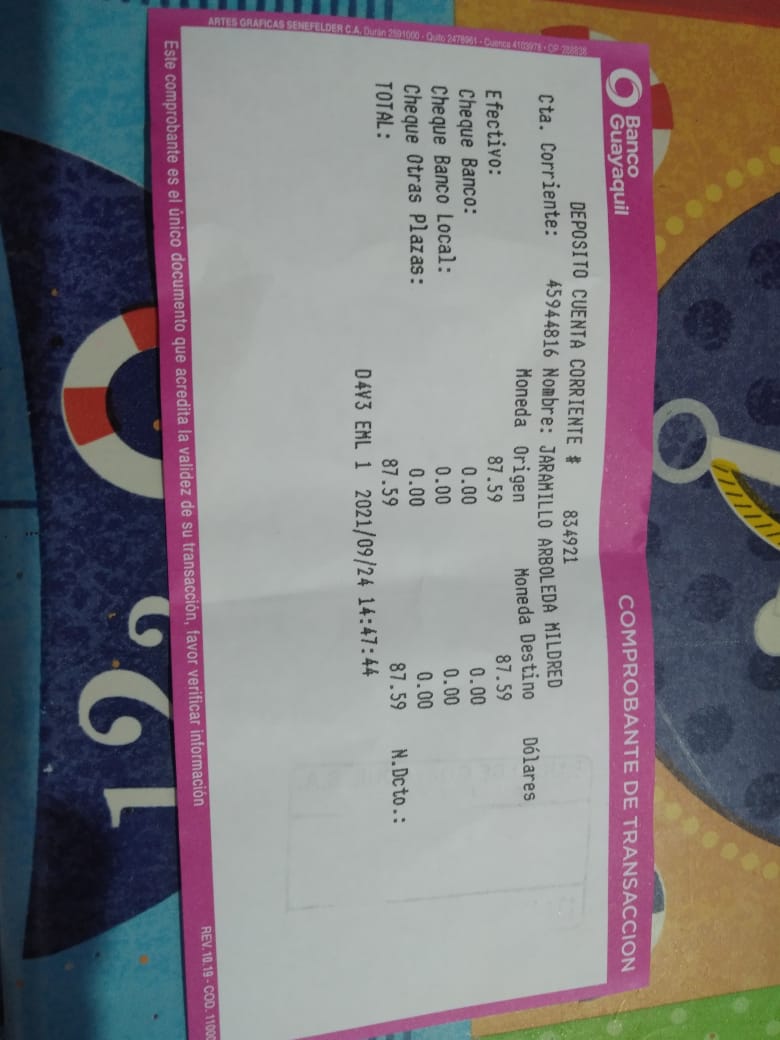 Banco
Guayaquil
COMPROBANTE DE TRANSACCION
DEPOSITO CUENTA CORRIENTE # 834921
Cta. Corriente: 45944816 Nombre: JARAMILLO ARBOLEDA MILDRED
Moneda Origen Moneda Destino Dólares
Efectivo: 87.59 87.59
Cheque Banco: 0.00 0.00
Cheque Banco Local: 0.00 0.00
Cheque Otras Plazas: 0.00 0.00
TOTAL: 87.59 87.59 N.Dcto.:
D4V3 EML 1 2021/09/24 14:47:44
Este comprobante es el único documento que acredita la validez de su transacción, favor verificar información
REV.10.19 - COD.
ARTES GRAFICAS SENEFELDER C.A. Durán 2591000 - Quito 2478961 - Cuenca 4103978 - OP. 288838
12